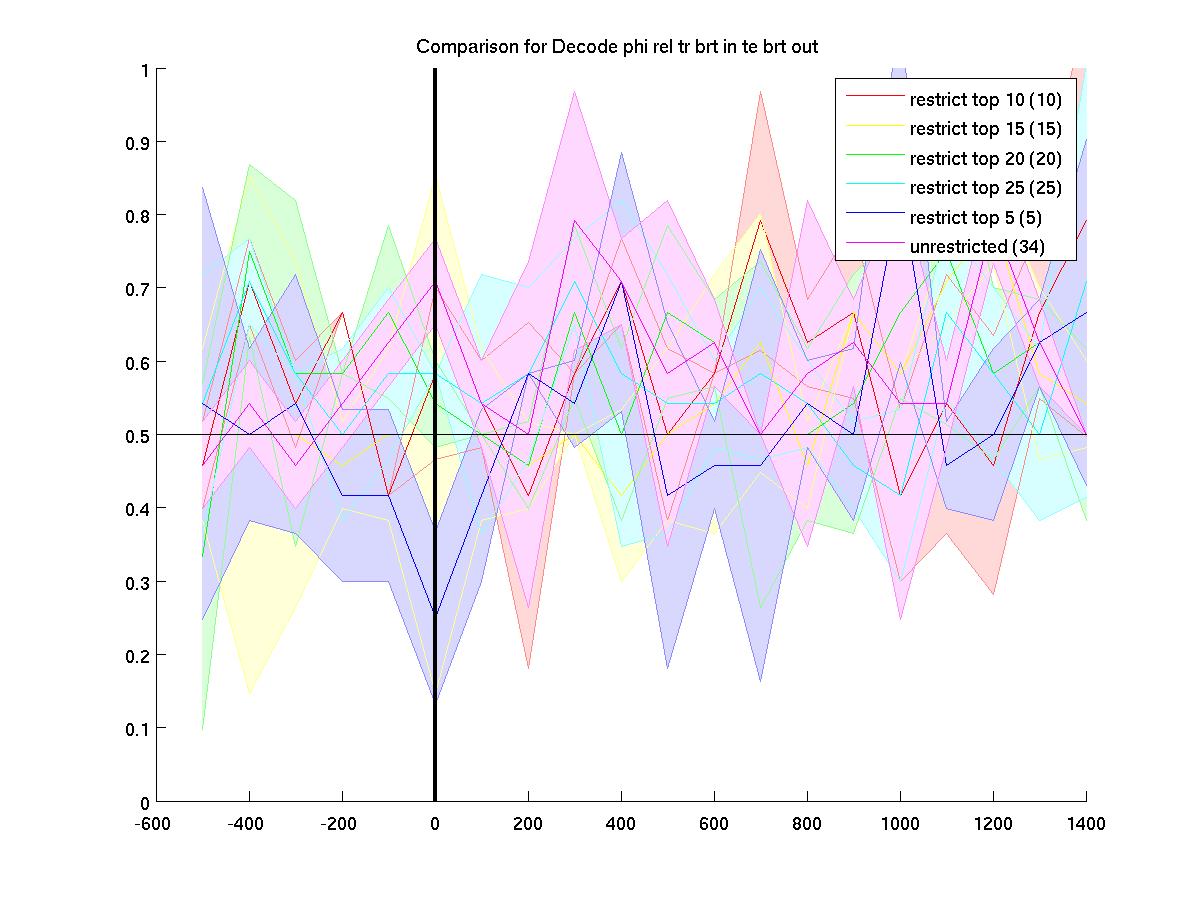 Comparison for Decode phi rel tr brt in te brt out
1
0.9
0.8
0.7
0.6
0.5
0.4
0.3
0.2
0.1
0
restrict top 10 (10)
restrict top 15 (15)
restrict top 20 (20)
restrict top 25 (25)
restrict top 5 (5)
unrestricted (34)
-600 -400 -200 0 200 400 600 800 1000 1200 1400